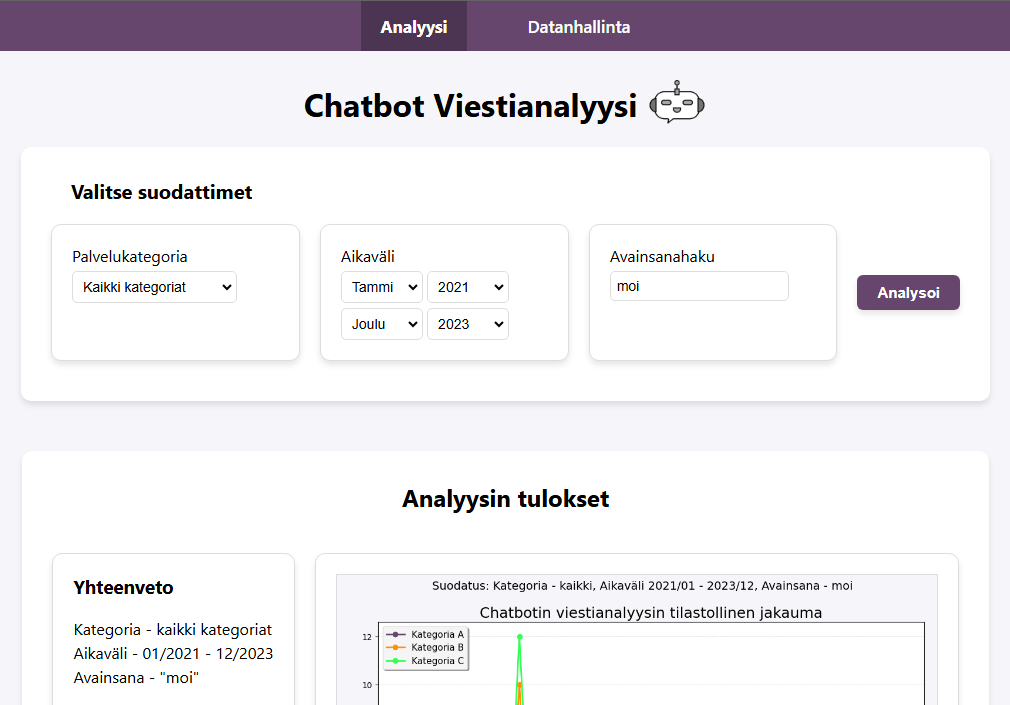 Analyysi Datanhallinta
Chatbot Viestianalyysi
Valitse suodattimet
Palvelukategoria
Kaikki kategoriat
Aikaväli
Tammi 2021
Joulu 2023
Avainsanahaku
moi
Analysoi
Analyysin tulokset
Yhteenveto
Kategoria - kaikki kategoriat
Aikaväli - 01/2021 - 12/2023
Avainsana - "moi"
Suodatus: Kategoria - kaikki, Aikaväli 2021/01 - 2023/12, Avainsana - moi
Chatbotin viestianalyysin tilastollinen jakauma
Kategoria A
Kategoria B
Kategoria C
12
10